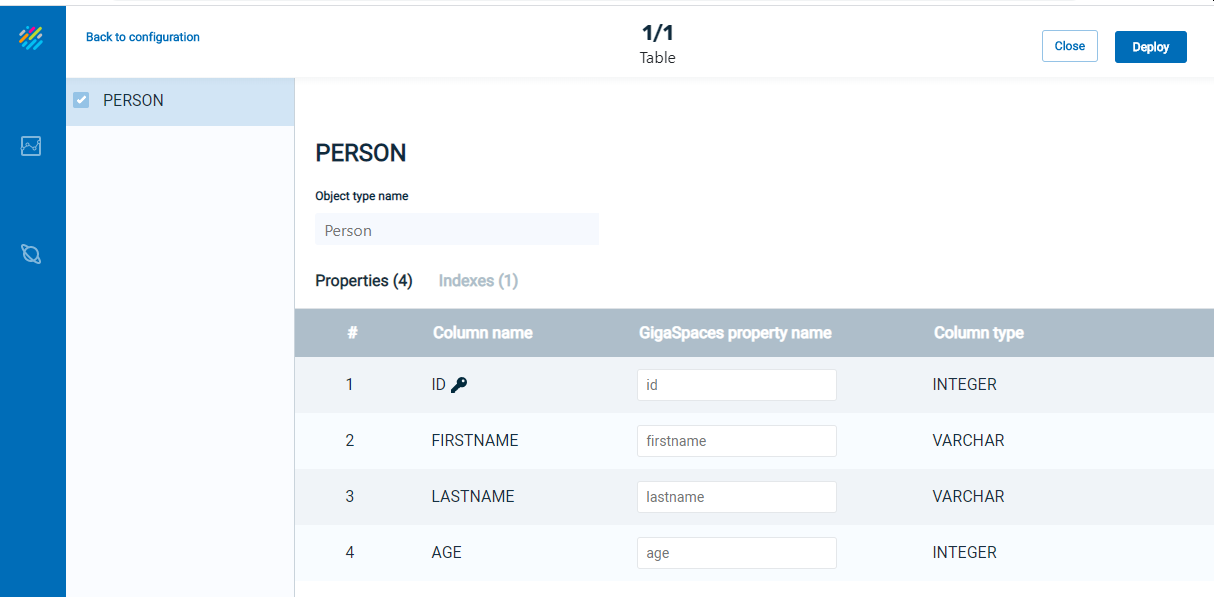 Back to configuration
1/1
Table
Close
Deploy
PERSON
PERSON
Object type name
Person
Properties (4) Indexes (1)
# Column name GigaSpaces property name Column type
1 ID id INTEGER
2 FIRSTNAME firstname VARCHAR
3 LASTNAME lastname VARCHAR
4 AGE age INTEGER